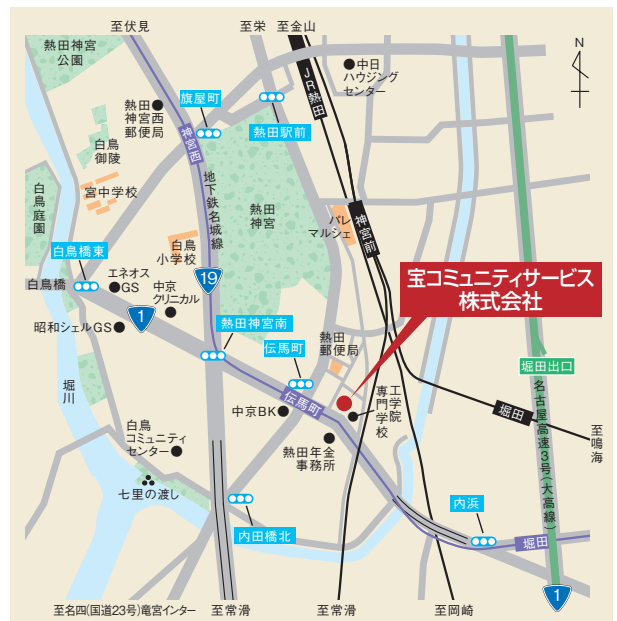 至伏見
至栄
至金山
熱田神宮
公園
熱田
神宮西
郵便局
旗屋町
JR熱田
中日
ハウジング
センター
N
熱田駅前
神宮西
白鳥
御陵
宮中学校
白鳥庭園
地下鉄名城線
熱田
神宮
パレ
マルシェ
神宮前
白鳥
小学校
白鳥橋東
白鳥橋
エネオス
GS
中京
クリニカル
19
1
昭和シェルGS
熱田神宮南
宝コミュニティサービス
株式会社
熱田
郵便局
伝馬町
伝馬町
堀田出口
堀川
中京BK
工学院
専門学校
堀田
至鳴海
名古屋高速3号(大高線)
白鳥
コミュニティ
センター
熱田年金
事務所
七里の渡し
内田橋北
内浜
堀田
1
至名四(国道23号)竜宮インター
至常滑
至常滑
至岡崎